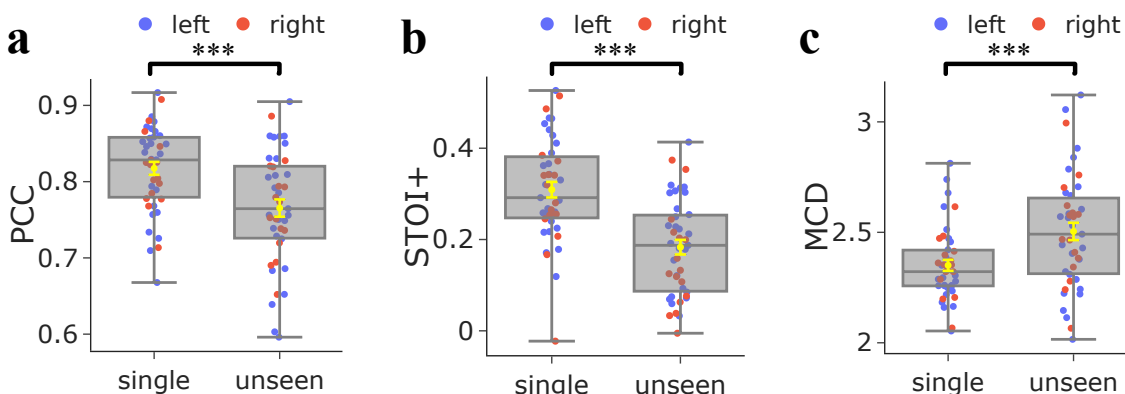 a
left right
***
PCC
0.9
0.8
0.7
0.6
single unseen
b
left right
***
STOI+
0.4
0.2
0
single unseen
c
left right
***
MCD
3
2.5
2
single unseen